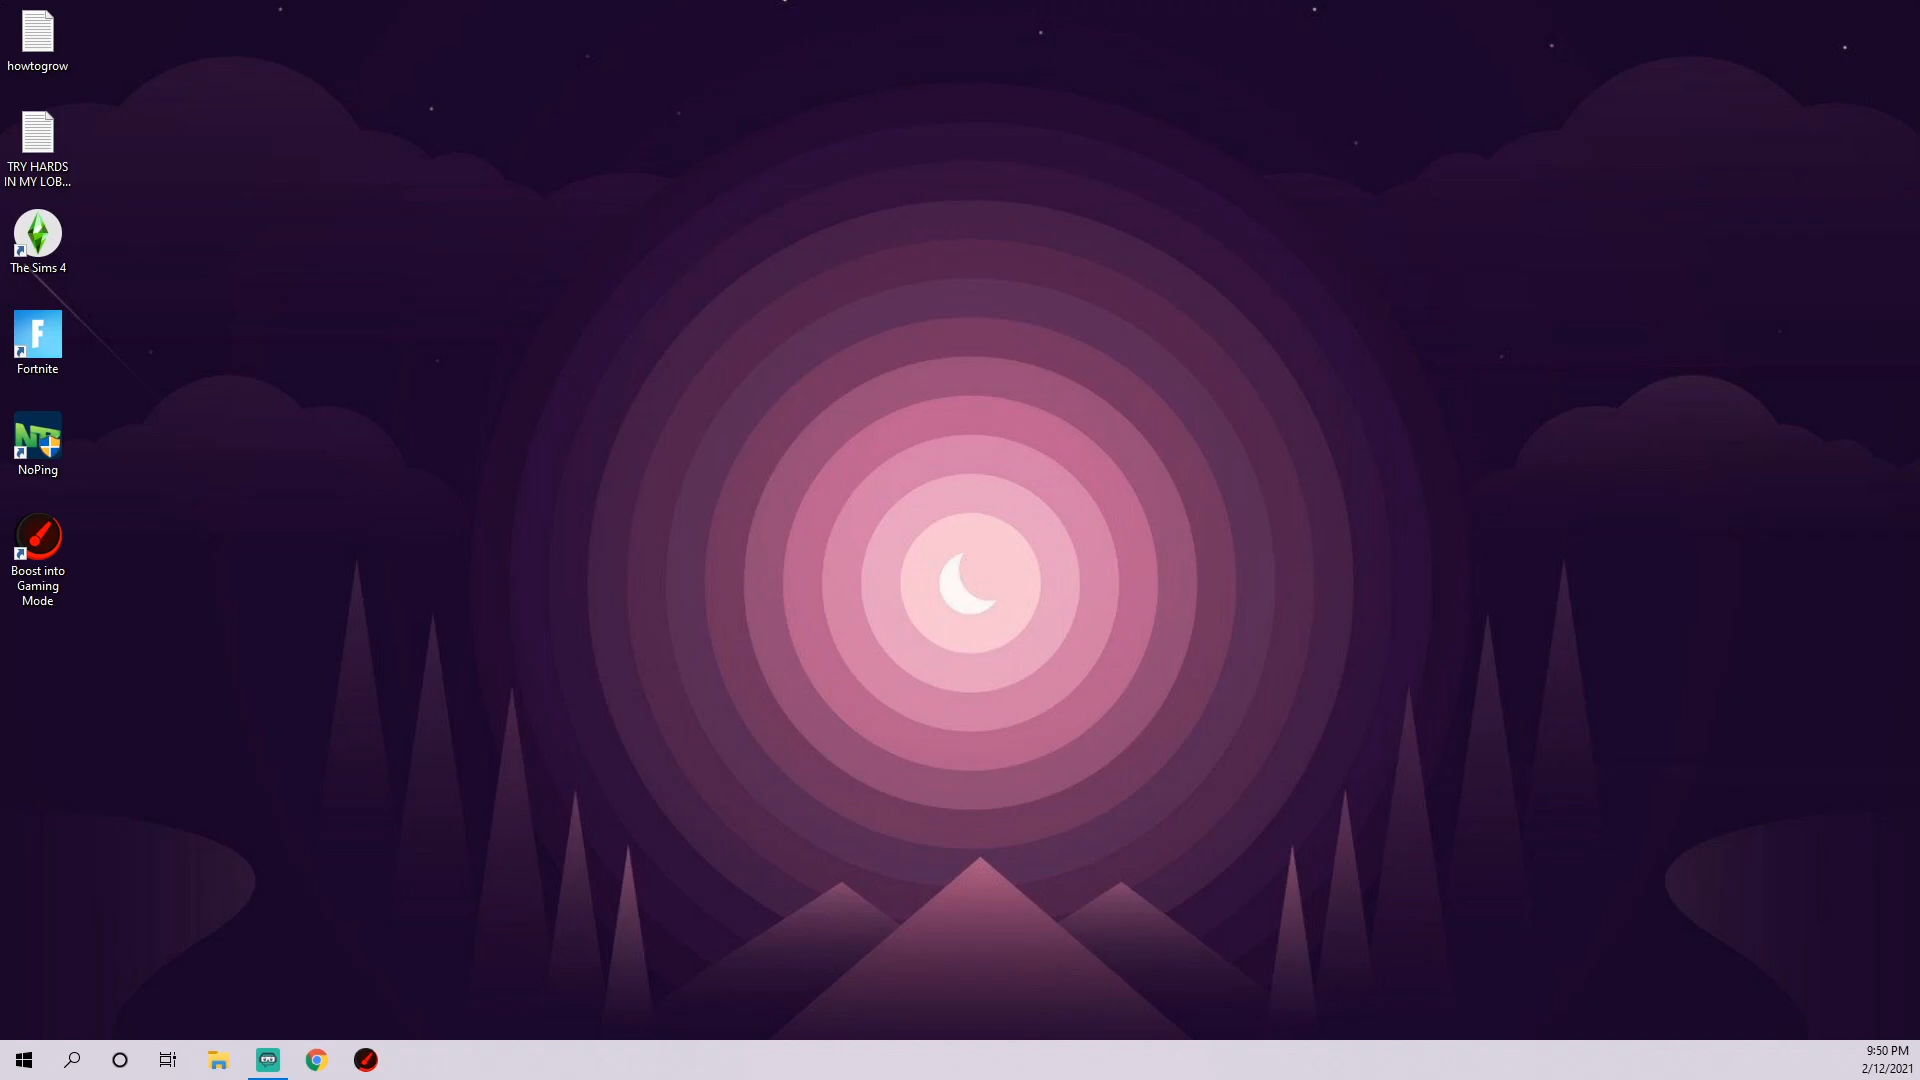 howtogrow
TRY HARDS
IN MY LOB...
The Sims 4
F
Fortnite
NoPing
Boost into
Gaming
Mode
9:50 PM
2/12/2021